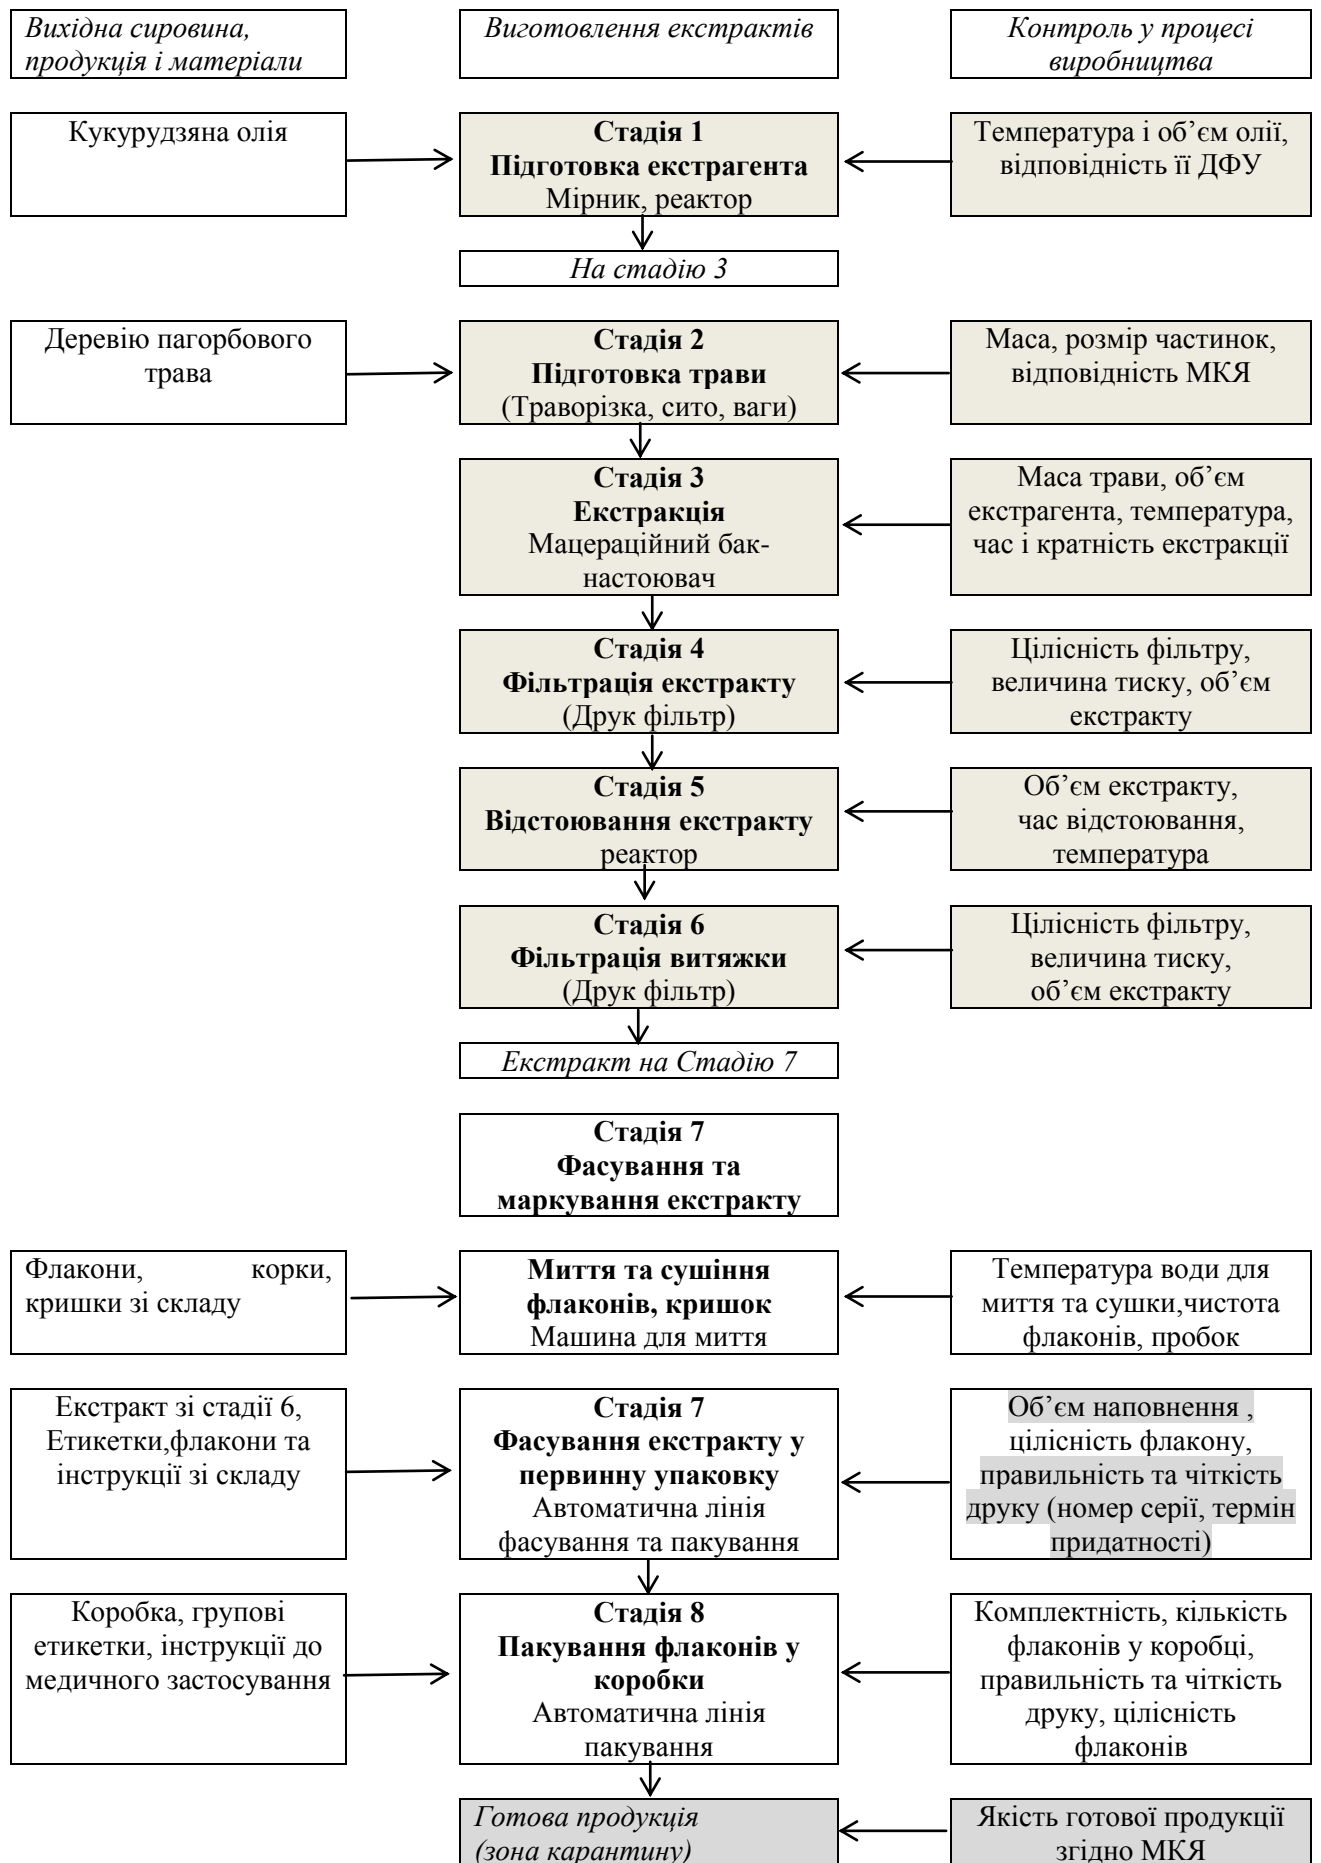 Вихідна сировина,
продукція і матеріали
Виготовлення екстрактів
Контроль у процесі
виробництва
Кукурудзяна олія
Стадія 1
Підготовка екстрагента
Мірник, реактор
Температура і об’єм олії,
відповідність її ДФУ
На стадію 3
Деревію пагорбового
трава
Стадія 2
Підготовка трави
(Траворізка, сито, ваги)
Маса, розмір частинок,
відповідність МКЯ
Стадія 3
Екстракція
Мацераційний бак-
настоювач
Маса трави, об’єм
екстрагента, температура,
час і кратність екстракції
Стадія 4
Фільтрація екстракту
(Друк фільтр)
Цілісність фільтру,
величина тиску, об’єм
екстракту
Стадія 5
Відстоювання екстракту
реактор
Об’єм екстракту,
час відстоювання,
температура
Стадія 6
Фільтрація витяжки
(Друк фільтр)
Цілісність фільтру,
величина тиску,
об’єм екстракту
Екстракт на Стадію 7
Стадія 7
Фасування та
маркування екстракту
Флакони, корки,
кришки зі складу
Миття та сушіння
флаконів, кришок
Машина для миття
Температура води для
миття та сушки,чистота
флаконів, пробок
Екстракт зі стадії 6,
Етикетки,флакони та
інструкції зі складу
Стадія 7
Фасування екстракту у
первинну упаковку
Автоматична лінія
фасування та пакування
Об’єм наповнення ,
цілісність флакону,
правильність та чіткість
друку (номер серії, термін
придатності)
Коробка, групові
етикетки, інструкції до
медичного застосування
Стадія 8
Пакування флаконів у
коробки
Автоматична лінія
пакування
Комплектність, кількість
флаконів у коробці,
правильність та чіткість
друку, цілісність
флаконів
Готова продукція
(зона карантину)
Якість готової продукції
згідно МКЯ